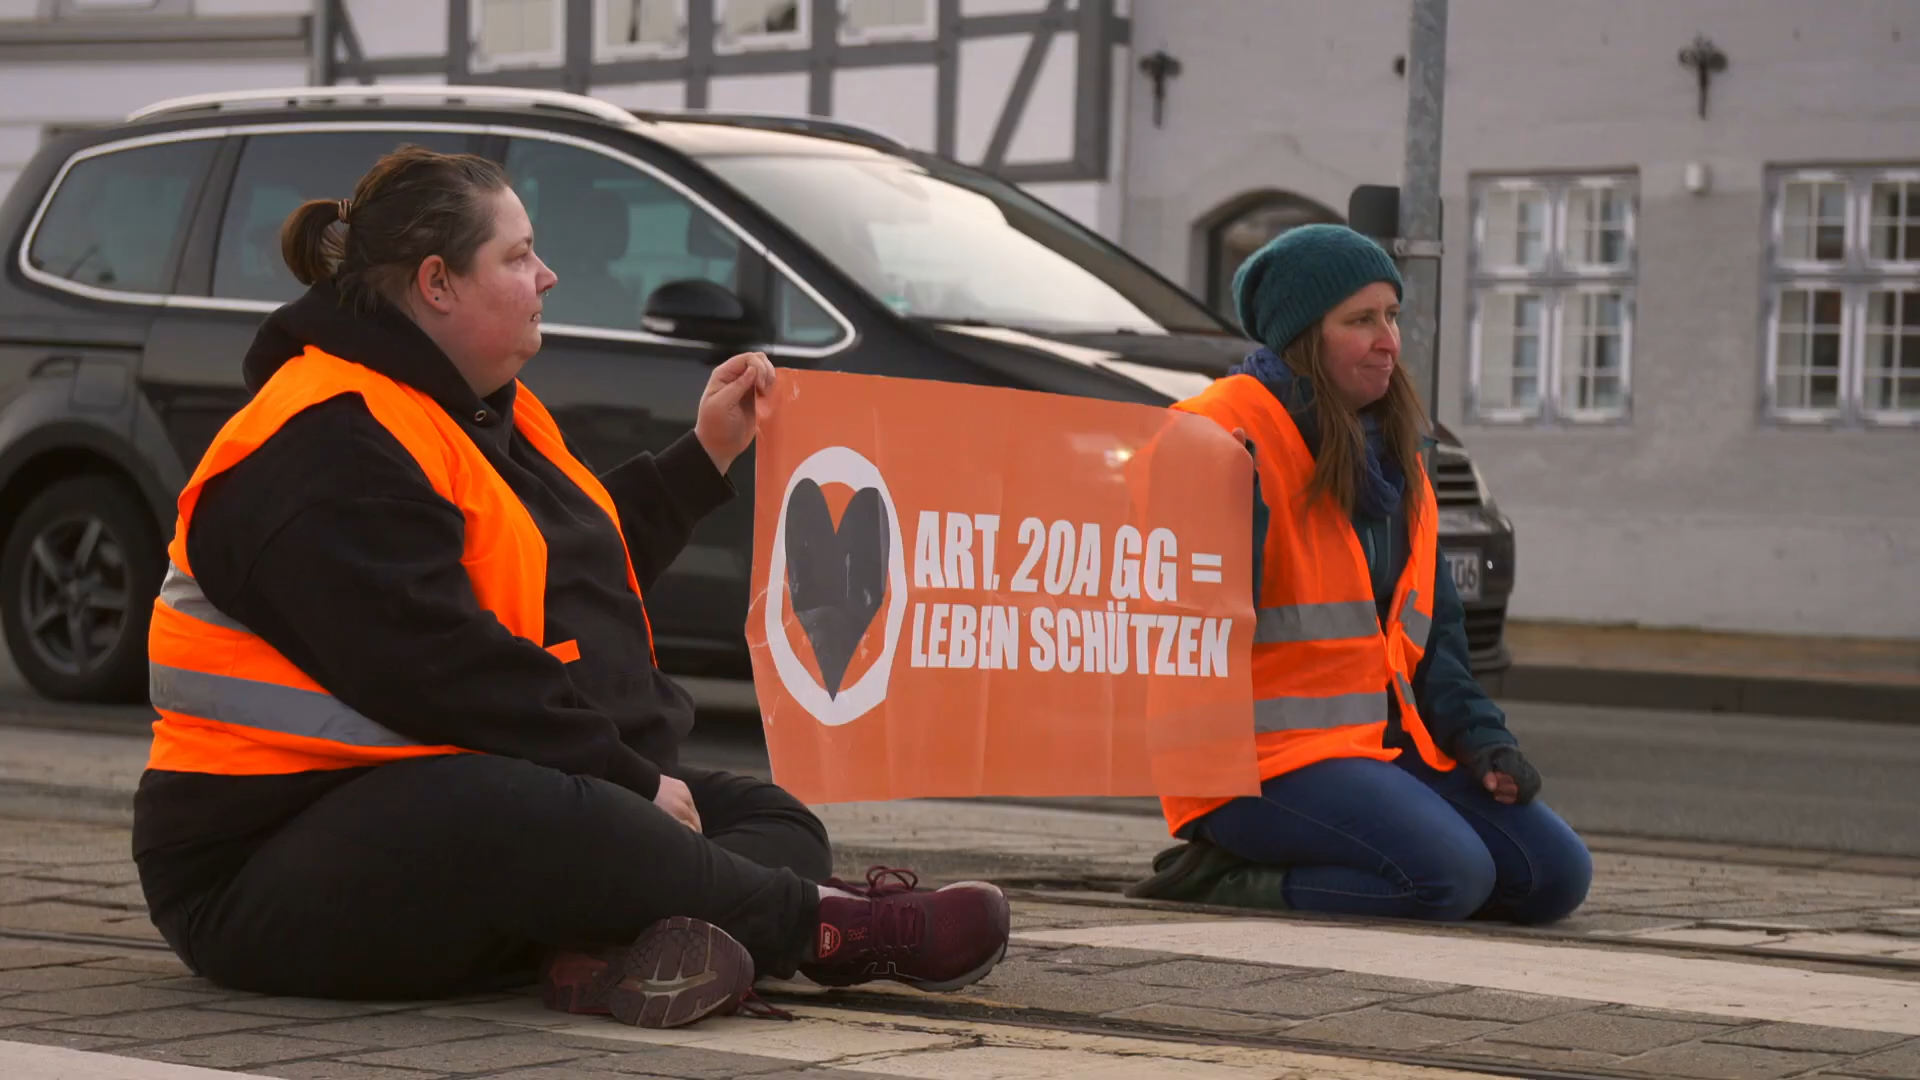 ART. 20A GG =
LEBEN SCHÜTZEN